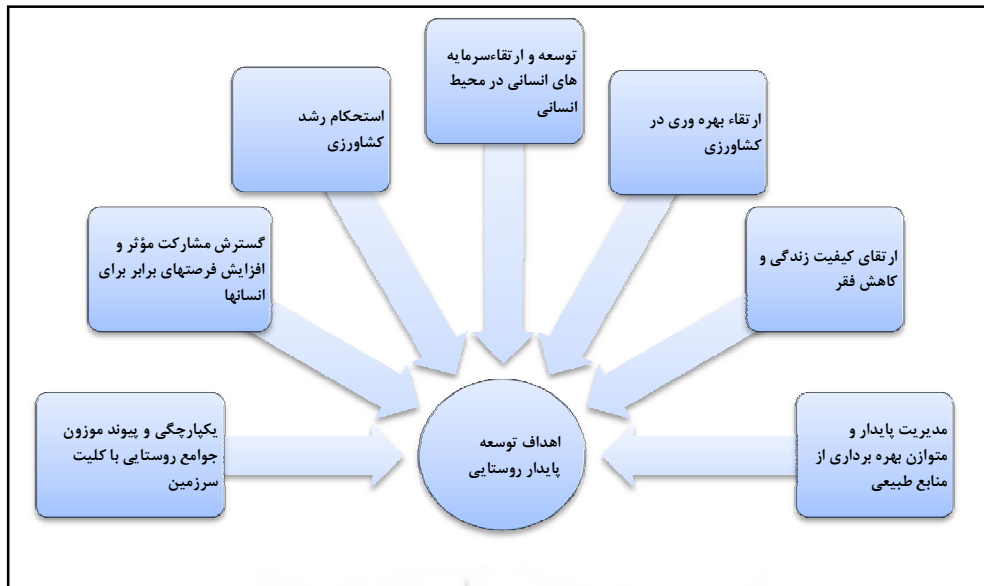 توسعه و ارتقاءسرمایه
های انسانی در محیط
انسانی
ارتقاء بهره وری در
کشاورزی
استحکام رشد
کشاورزی
ارتقای کیفیت زندگی و
کاهش فقر
گسترش مشارکت مؤثر و
افزایش فرصتهای برابر برای
انسانها
مدیریت پایدار و
متوازن بهره برداری از
منابع طبیعی
اهداف توسعه
پایدار روستایی
یکپارچگی و پیوند موزون
جوامع روستایی با کلیت
سرزمین